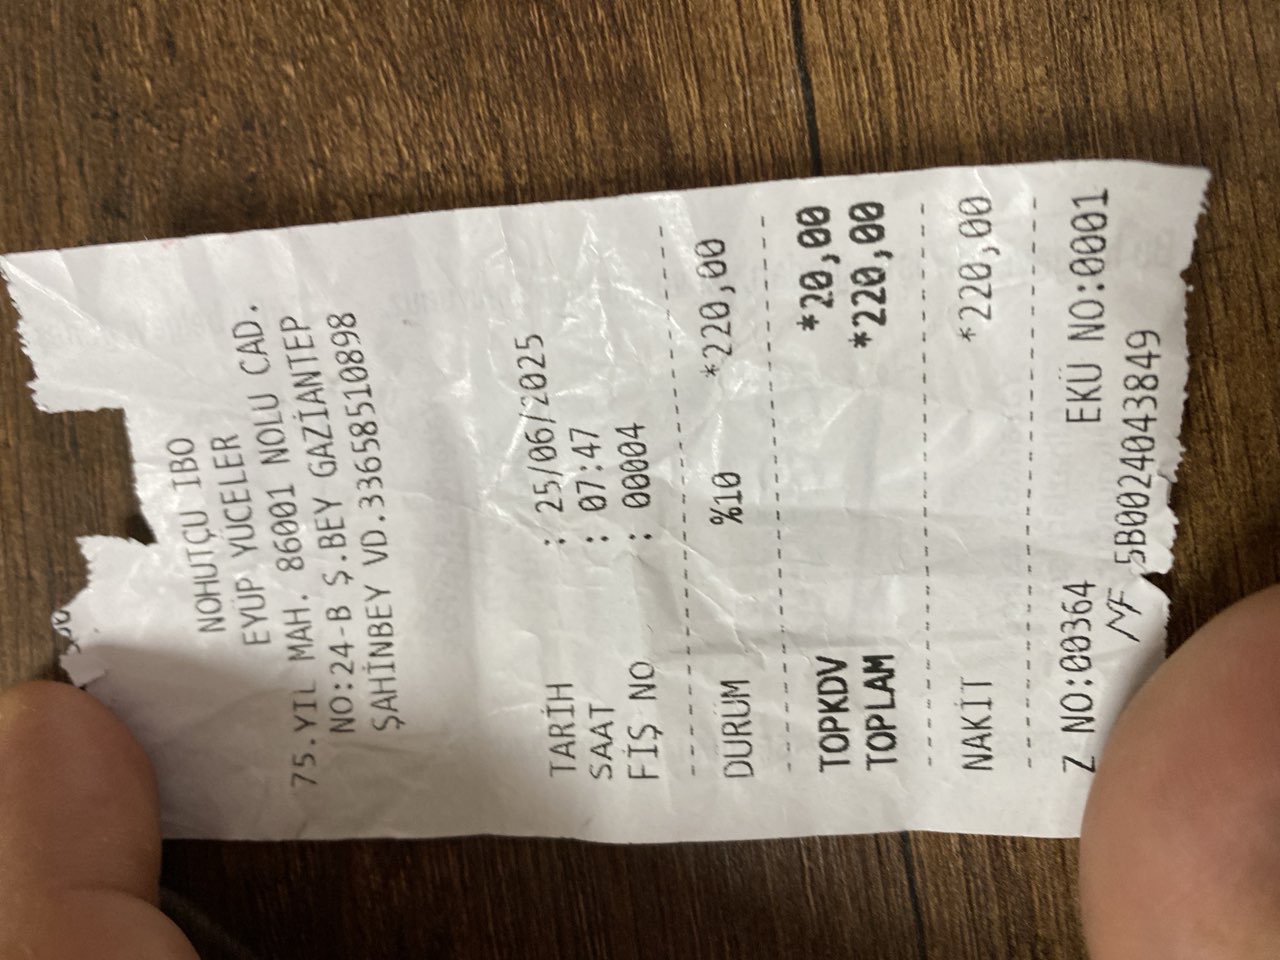 NOHUTÇU IBO
EYÜP YÜCELER
75.YIL MAH. 86001 NOLU CAD.
NO:24-B Ş.BEY GAZİANTEP
ŞAHİNBEY VD.33658510898
TARİH : 25/06/2025
SAAT : 07:47
FİŞ NO : 00004
DÜRÜM %10 *220,00
TOPKDV *20,00
TOPLAM *220,00
NAKİT *220,00
Z NO:00364 EKÜ NO:0001
MF 5B0024043849